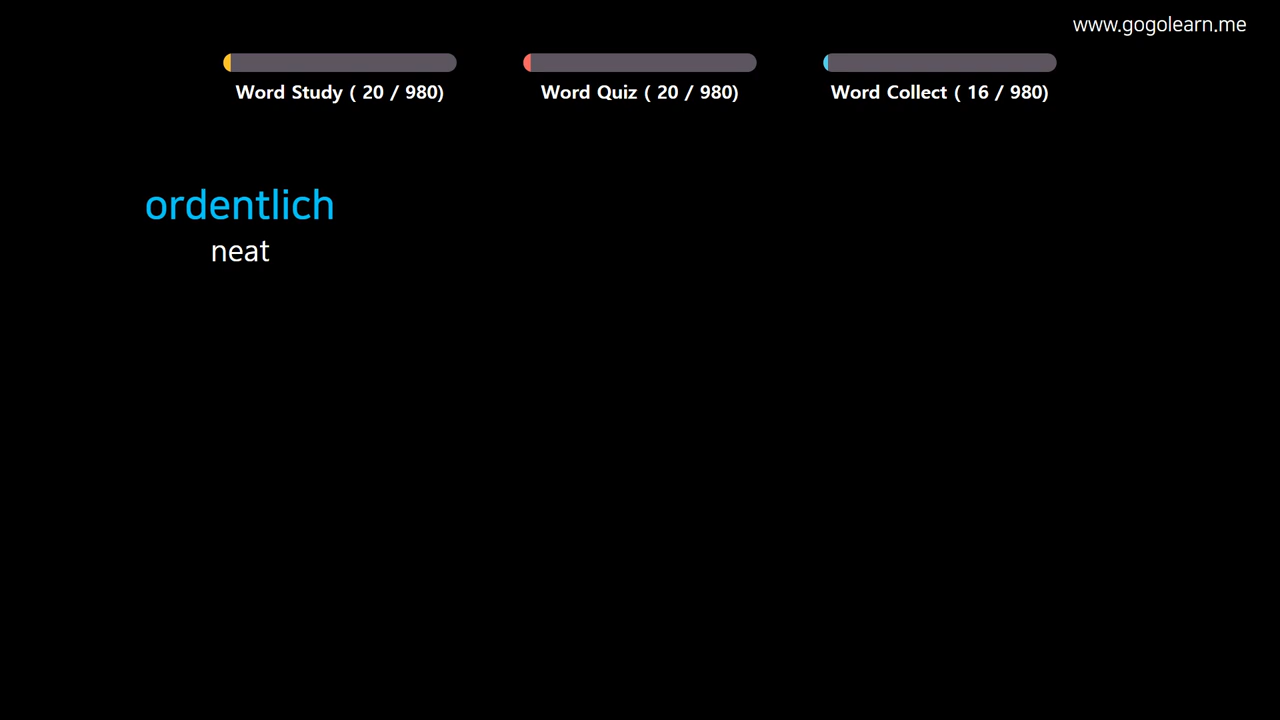 www.gogolearn.me
Word Study ( 20 / 980)
Word Quiz ( 20 / 980)
Word Collect ( 16 / 980)
ordentlich
neat